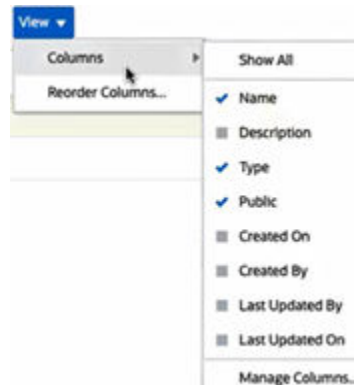 View
Columns
Reorder Columns...
Show All
Name
Description
Type
Public
Created On
Created By
Last Updated By
Last Updated On
Manage Columns.